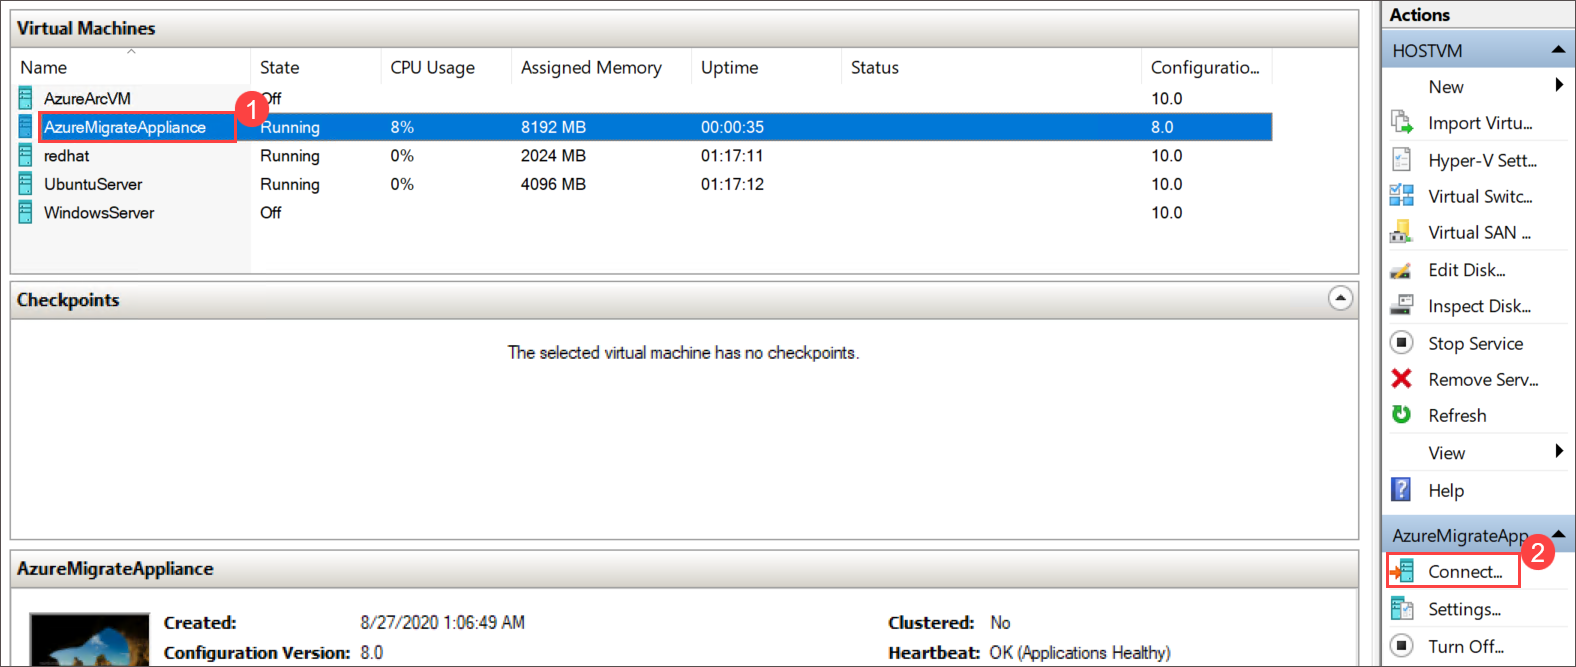 Virtual Machines
Name State CPU Usage Assigned Memory Uptime Status Configuratio...
AzureArcVM Off 10.0
1
AzureMigrateAppliance Running 8% 8192 MB 00:00:35 8.0
redhat Running 0% 2024 MB 01:17:11 10.0
UbuntuServer Running 0% 4096 MB 01:17:12 10.0
WindowsServer Off 10.0
Checkpoints
The selected virtual machine has no checkpoints.
AzureMigrateAppliance
Created: 8/27/2020 1:06:49 AM Clustered: No
Configuration Version: 8.0 Heartbeat: OK (Applications Healthy)
Actions
HOSTVM
New
Import Virtu...
Hyper-V Sett...
Virtual Switc...
Virtual SAN ...
Edit Disk...
Inspect Disk...
Stop Service
Remove Serv...
Refresh
View
Help
AzureMigrateApp
2
Connect...
Settings...
Turn Off...